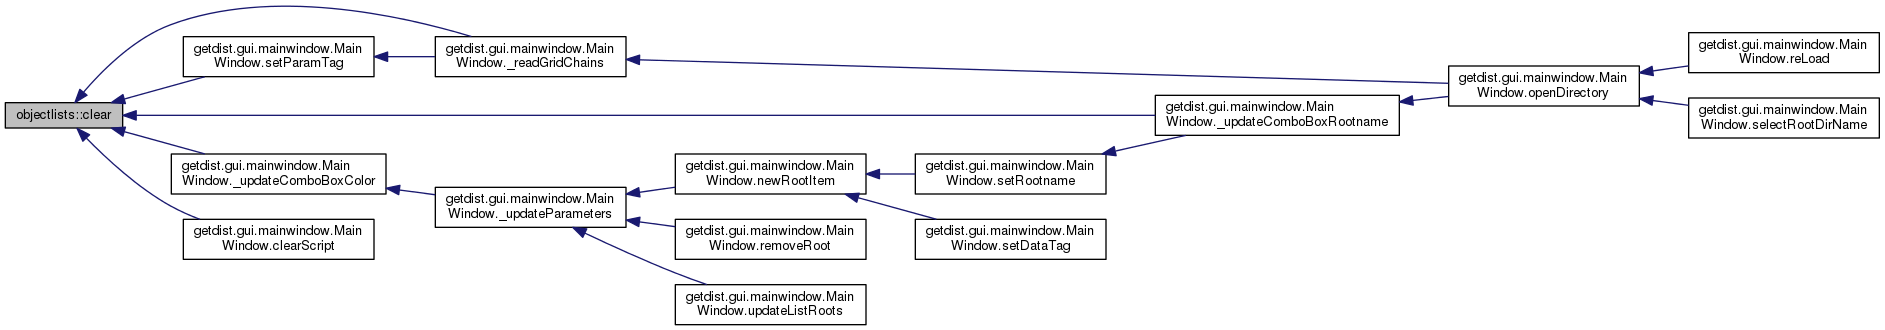 objectlists::clear
getdist.gui.mainwindow.Main
Window.setParamTag
getdist.gui.mainwindow.Main
Window._readGridChains
getdist.gui.mainwindow.Main
Window._updateComboBoxColor
getdist.gui.mainwindow.Main
Window.clearScript
getdist.gui.mainwindow.Main
Window._updateParameters
getdist.gui.mainwindow.Main
Window.newRootItem
getdist.gui.mainwindow.Main
Window.removeRoot
getdist.gui.mainwindow.Main
Window.updateListRoots
getdist.gui.mainwindow.Main
Window.setRootname
getdist.gui.mainwindow.Main
Window.setDataTag
getdist.gui.mainwindow.Main
Window._updateComboBoxRootname
getdist.gui.mainwindow.Main
Window.openDirectory
getdist.gui.mainwindow.Main
Window.reLoad
getdist.gui.mainwindow.Main
Window.selectRootDirName